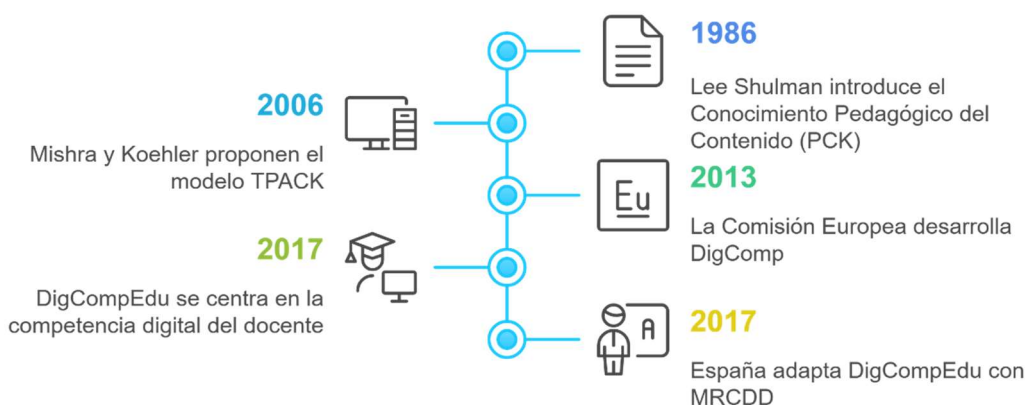 1986
Lee Shulman introduce el
Conocimiento Pedagógico del
Contenido (PCK)
2006
Mishra y Koehler proponen el
modelo TPACK
2013
Eu
La Comisión Europea desarrolla
DigComp
2017
DigCompEdu se centra en la
competencia digital del docente
2017
A
España adapta DigCompEdu con
MRCDD